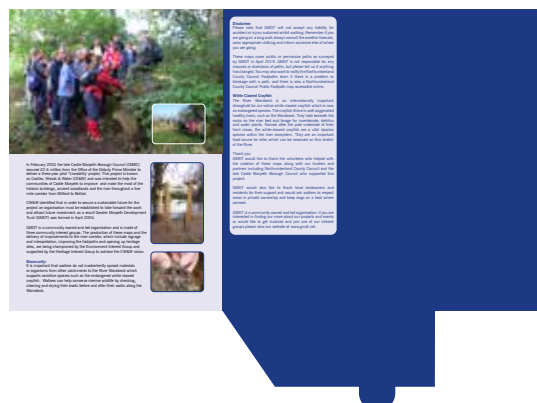 In February 2004 the late Castle Morpeth Borough Council (CMBC)
secured £2.6 million from the Office of the Deputy Prime Minister to
deliver a three-year pilot "Liveability" project. This project is known
as Castles, Woods & Water (CW&W) and was intended to help the
communities of Castle Morpeth to improve and make the most of the
historic buildings, ancient woodlands and the river throughout a five-
mile corridor from Mitford to Bothal.
CW&W identified that in order to secure a sustainable future for the
project an organisation must be established to take forward the work
and attract future investment, as a result Greater Morpeth Development
Trust (GMDT) was formed in April 2005.
GMDT is a community owned and led organisation and is made of
three community interest groups. The production of these maps and the
delivery of improvements to the river corridor, which include signage
and interpretation, improving the footpaths and opening up heritage
sites, are being championed by the Environment Interest Group and
supported by the Heritage Interest Group to achieve the CW&W vision.
Biosecurity:
It is important that walkers do not inadvertently spread materials
or organisms from other catchments to the River Wansbeck which
supports sensitive species such as the endangered white-clawed
crayfish. Walkers can help conserve riverine wildlife by checking,
cleaning and drying their boots before and after their walks along the
Wansbeck.
Disclaimer
Please note that GMDT will not accept any liability for
accident or injury sustained whilst walking. Remember if you
are going on a long walk always consult the weather forecast,
wear appropriate clothing and inform someone else of where
you are going.
These maps cover public or permissive paths as surveyed
by GMDT in April 2019. GMDT is not responsible for any
closures or diversions of paths, but please tell us if anything
has changed. You may also want to notify the Northumberland
County Council Footpaths team if there is a problem or
blockage with a path, and there is also a Northumberland
County Council Public Footpath map accessible online.
White Clawed Crayfish
The River Wansbeck is an internationally important
stronghold for our native white-clawed crayfish which is now
an endangered species. The crayfish thrive in well oxygenated
healthy rivers, such as the Wansbeck. They hide beneath the
rocks on the river bed and forage for invertebrates, detritus
and water plants. Named after the pale underside of their
food claws, the white-clawed crayfish are a vital riparian
species within the river ecosystem. They are an important
food source for otter which can be observed on this stretch
of the River.
Thank you
GMDT would like to thank the volunteers who helped with
the creation of these maps along with our funders and
partners including Northumberland County Council and the
late Castle Morpeth Borough Council who supported this
project.
GMDT would also like to thank local landowners and
residents for their support and would ask walkers to respect
areas in private ownership and keep dogs on a lead where
advised.
GMDT is a community owned and led organisation. If you are
interested in finding out more about our projects and events
or would like to get involved and join one of our interest
groups please view our website at www.gmdt.net